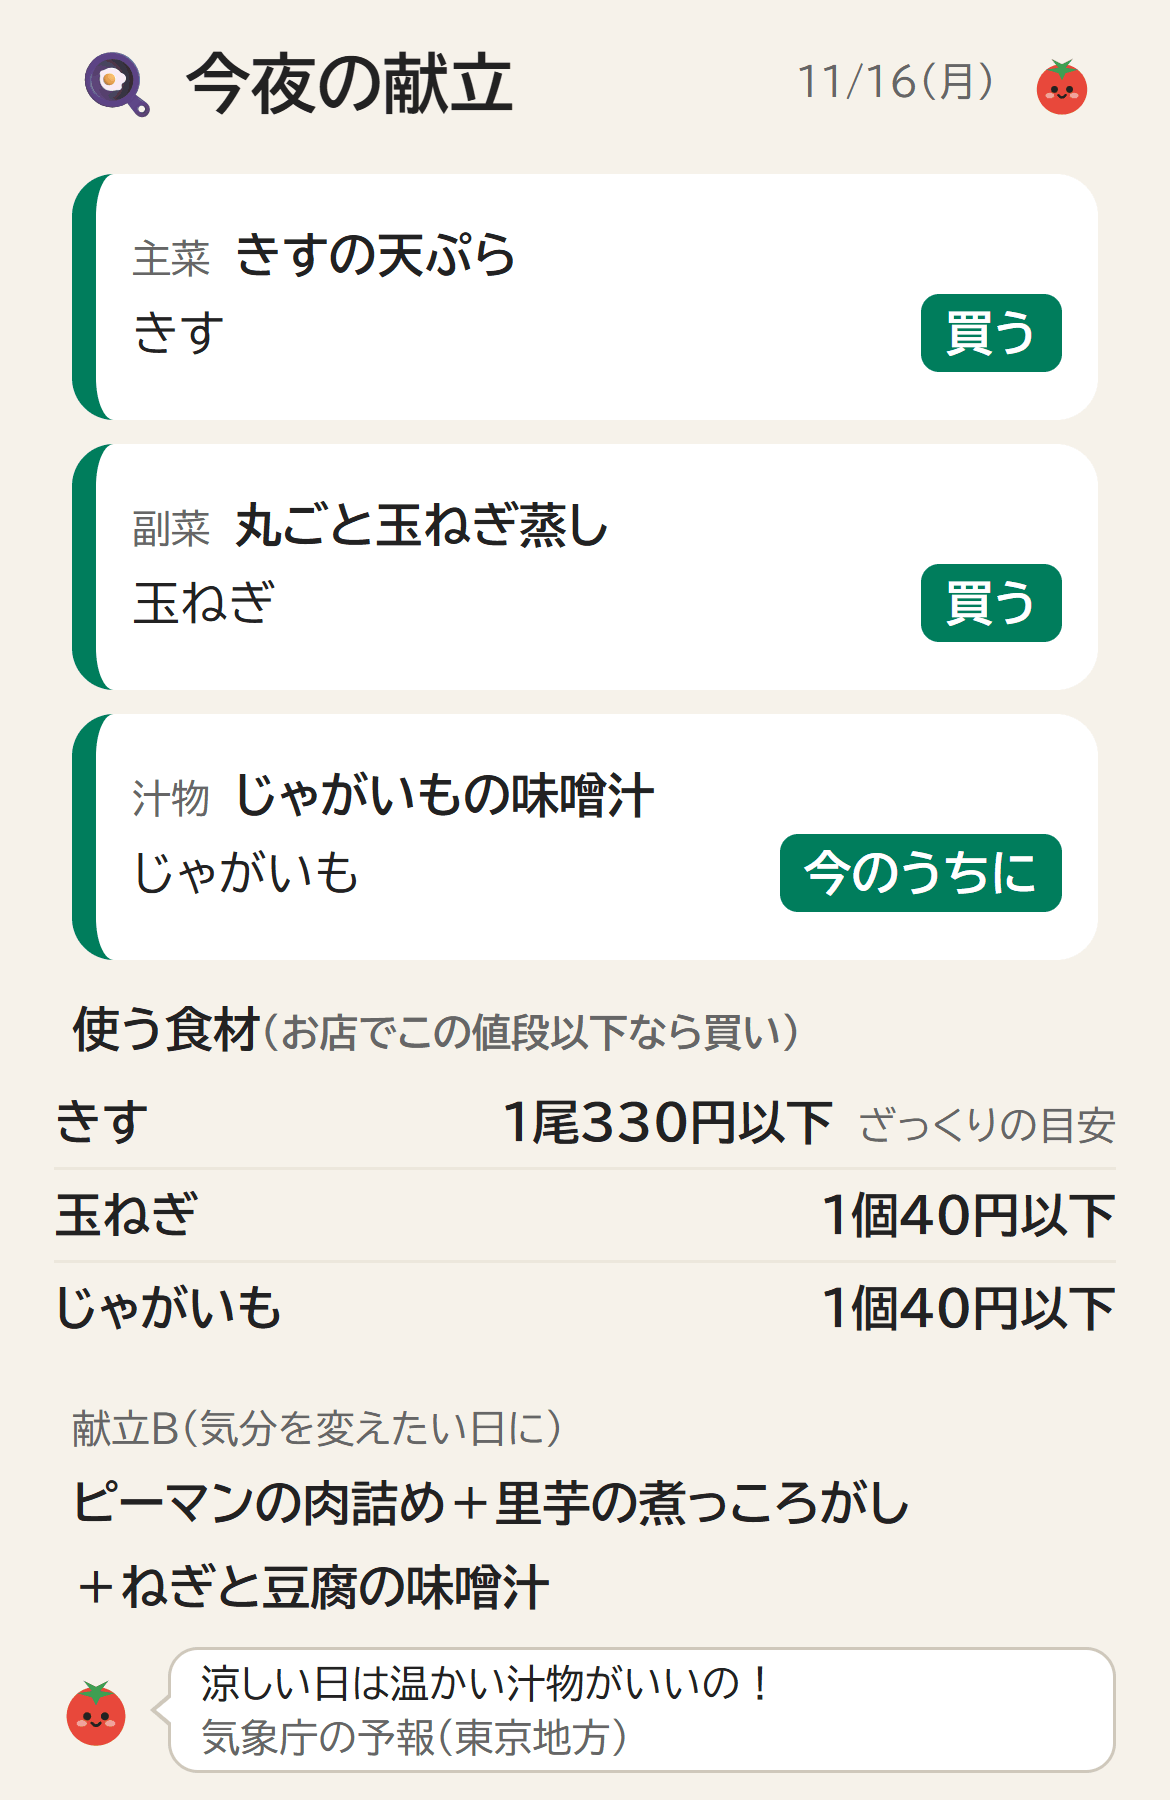 今夜の献立 11/16(月)
主菜 きすの天ぷら
きす 買う
副菜 丸ごと玉ねぎ蒸し
玉ねぎ 買う
汁物 じゃがいもの味噌汁
じゃがいも 今のうちに
使う食材(お店でこの値段以下なら買い)
きす 1尾330円以下 ざっくりの目安
玉ねぎ 1個40円以下
じゃがいも 1個40円以下
献立B(気分を変えたい日に)
ピーマンの肉詰め+里芋の煮っころがし
+ねぎと豆腐の味噌汁
涼しい日は温かい汁物がいいの！
気象庁の予報(東京地方)